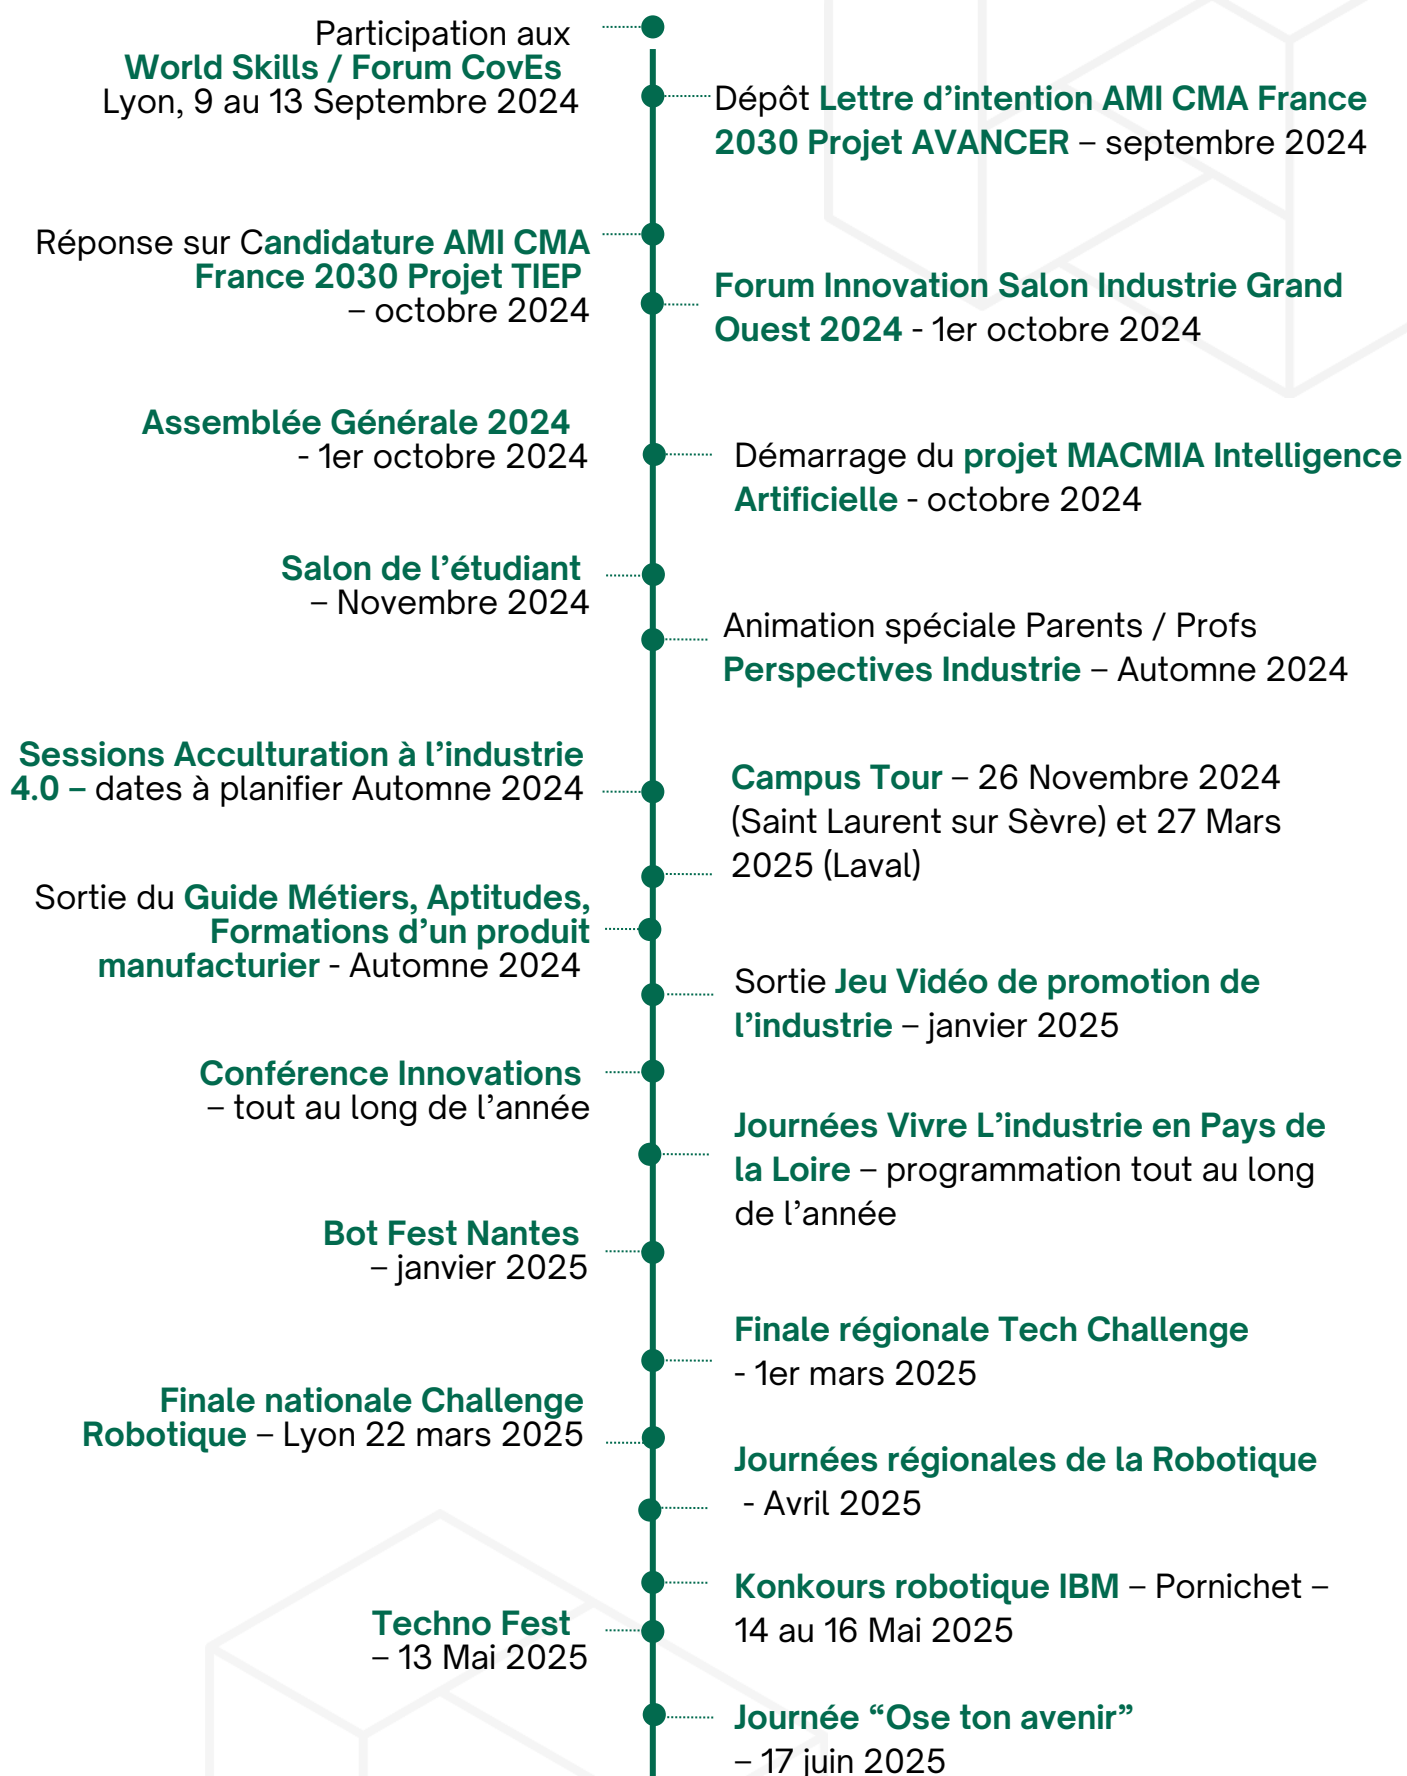 Participation aux
World Skills / Forum CovEs
Lyon, 9 au 13 Septembre 2024
Dépôt Lettre d’intention AMI CMA France
2030 Projet AVANCER – septembre 2024
Réponse sur Candidature AMI CMA
France 2030 Projet TIEP
– octobre 2024
Forum Innovation Salon Industrie Grand
Ouest 2024 - 1er octobre 2024
Assemblée Générale 2024
- 1er octobre 2024
Démarrage du projet MACMIA Intelligence
Artificielle - octobre 2024
Salon de l’étudiant
– Novembre 2024
Animation spéciale Parents / Profs
Perspectives Industrie – Automne 2024
Sessions Acculturation à l’industrie
4.0 – dates à planifier Automne 2024
Campus Tour – 26 Novembre 2024
(Saint Laurent sur Sèvre) et 27 Mars
2025 (Laval)
Sortie du Guide Métiers, Aptitudes,
Formations d’un produit
manufacturier - Automne 2024
Sortie Jeu Vidéo de promotion de
l’industrie – janvier 2025
Conférence Innovations
– tout au long de l’année
Journées Vivre L’industrie en Pays de
la Loire – programmation tout au long
de l’année
Bot Fest Nantes
– janvier 2025
Finale régionale Tech Challenge
- 1er mars 2025
Finale nationale Challenge
Robotique – Lyon 22 mars 2025
Journées régionales de la Robotique
- Avril 2025
Konkours robotique IBM – Pornichet –
14 au 16 Mai 2025
Techno Fest
– 13 Mai 2025
Journée “Ose ton avenir”
– 17 juin 2025